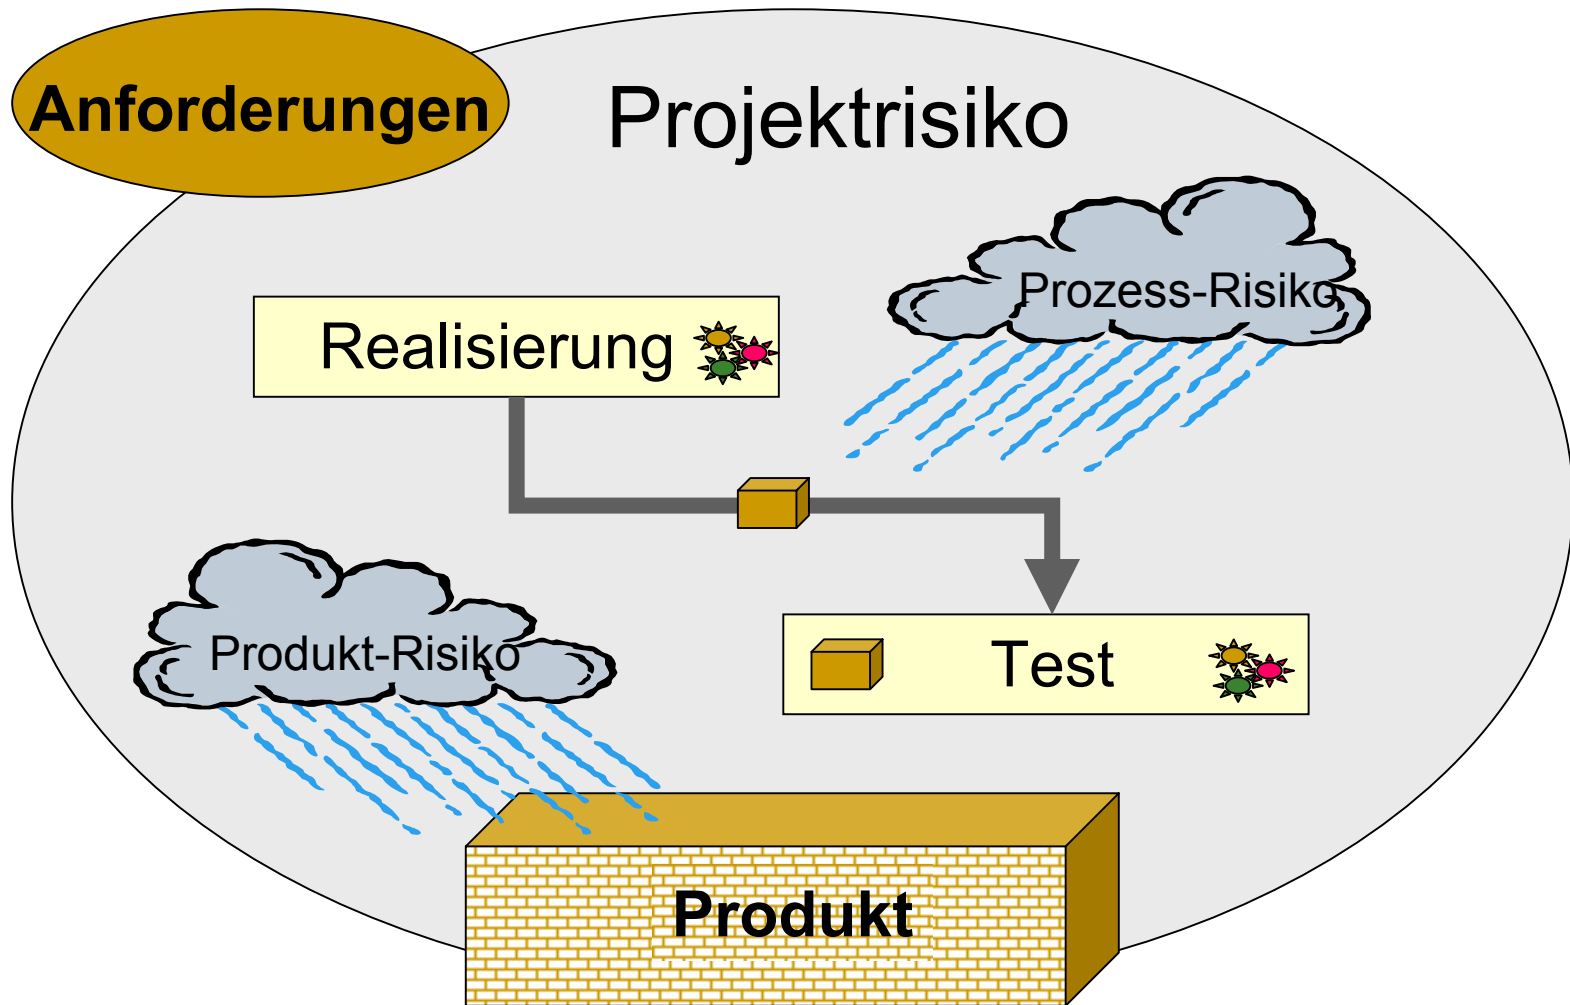 Anforderungen
Projektrisiko
Prozess-Risiko
Realisierung
Produkt-Risiko
Test
Produkt